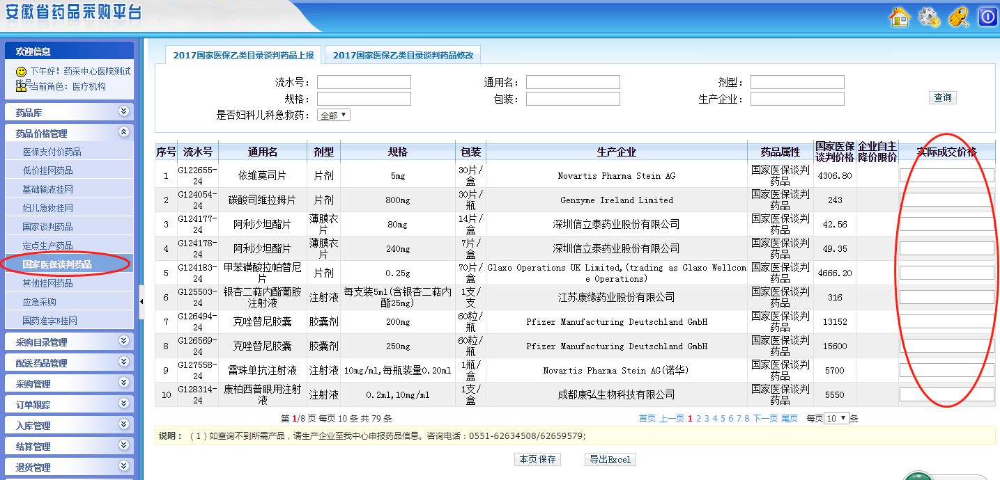 安徽省药品采购平台
欢迎信息
下午好！药采中心医院测试
账号
当前角色：医疗机构
药品库
药品价格管理
医保支付价药品
低价挂网药品
基础输液挂网
妇儿急救挂网
国家谈判药品
定点生产药品
国家医保谈判药品
其他挂网药品
应急采购
国药准字B挂网
采购目录管理
配送药品管理
采购管理
订单跟踪
入库管理
结算管理
退货管理
2017国家医保乙类目录谈判药品上报 2017国家医保乙类目录谈判药品修改
流水号： 通用名： 剂型：
规格： 包装： 生产企业： 查询
是否妇科儿科急救药： 全部
序号 流水号 通用名 剂型 规格 包装 生产企业 药品属性 国家医保谈判价格 企业自主降价限价 实际成交价格
1 G122655-24 依维莫司片 片剂 5mg 30片/盒 Novartis Pharma Stein AG 国家医保谈判药品 4306.80
2 G124054-24 碳酸司维拉姆片 片剂 800mg 30片/瓶 Genzyme Ireland Limited 国家医保谈判药品 243
3 G124177-24 阿利沙坦酯片 薄膜衣片 80mg 14片/盒 深圳信立泰药业股份有限公司 国家医保谈判药品 42.56
4 G124178-24 阿利沙坦酯片 薄膜衣片 240mg 7片/盒 深圳信立泰药业股份有限公司 国家医保谈判药品 49.35
5 G124183-24 甲苯磺酸拉帕替尼片 片剂 0.25g 70片/盒 Glaxo Operations UK Limited,(trading as Glaxo Wellcome Operations) 国家医保谈判药品 4666.20
6 G125503-24 银杏二萜内酯葡胺注射液 注射液 每支装5ml(含银杏二萜内酯25mg) 1支/支 江苏康缘药业股份有限公司 国家医保谈判药品 316
7 G126494-24 克唑替尼胶囊 胶囊剂 200mg 60粒/瓶 Pfizer Manufacturing Deutschland GmbH 国家医保谈判药品 13152
8 G126569-24 克唑替尼胶囊 胶囊剂 250mg 60粒/瓶 Pfizer Manufacturing Deutschland GmbH 国家医保谈判药品 15600
9 G127558-24 雷珠单抗注射液 注射液 10mg/ml,每瓶装量0.20ml 1瓶/盒 Novartis Pharma Stein AG(诺华) 国家医保谈判药品 5700
10 G128314-24 康柏西普眼用注射液 注射液 0.2ml,10mg/ml 1支/盒 成都康弘生物科技有限公司 国家医保谈判药品 5550
第 1/8 页 每页 10 条 共 79 条 首页 上一页 1 2 3 4 5 6 7 8 下一页 尾页 每页 10 条
说明：（1）如查询不到所需产品，请生产企业至我中心申报药品信息。咨询电话：0551-62634508/62659579;
本页保存 导出Excel